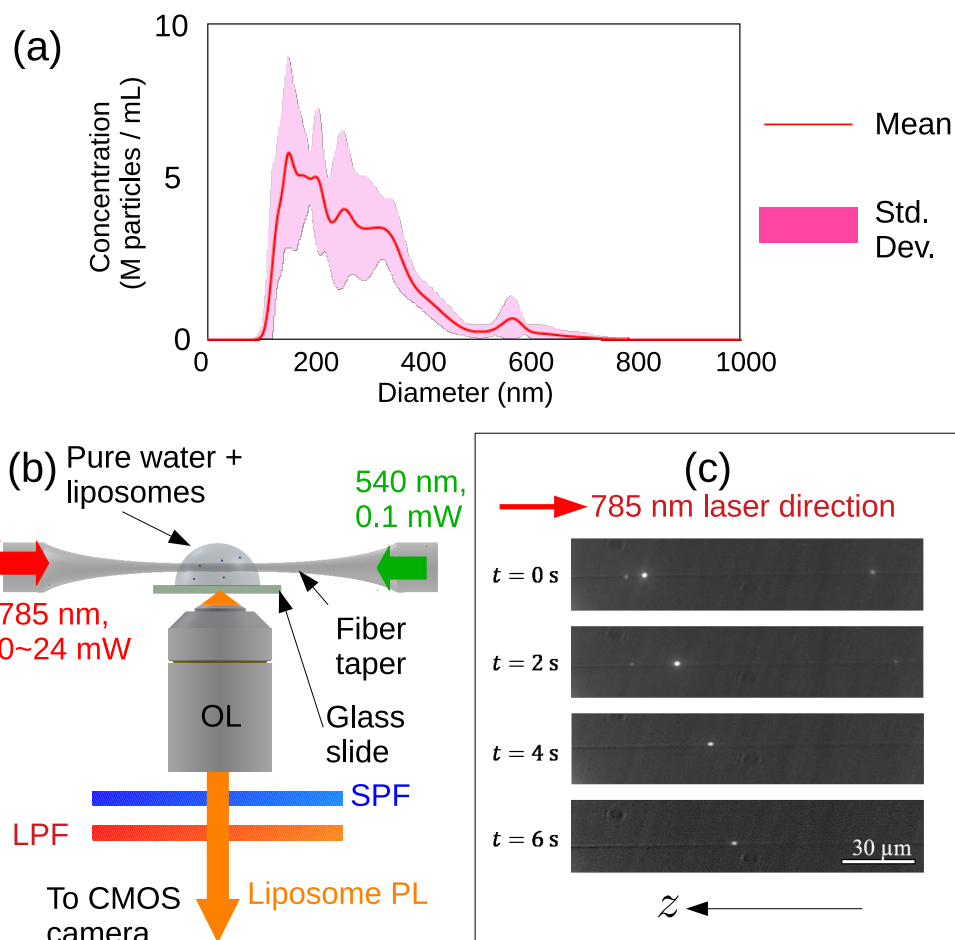 (a)
10
5
0
Concentration
(M particles / mL)
0 200 400 600 800 1000
Diameter (nm)
Mean
Std.
Dev.
(b)
Pure water +
liposomes
540 nm,
0.1 mW
785 nm,
0~24 mW
Fiber
taper
Glass
slide
OL
SPF
LPF
Liposome PL
To CMOS
camera
(c)
785 nm laser direction
t = 0 s
t = 2 s
t = 4 s
t = 6 s
30 μm
z